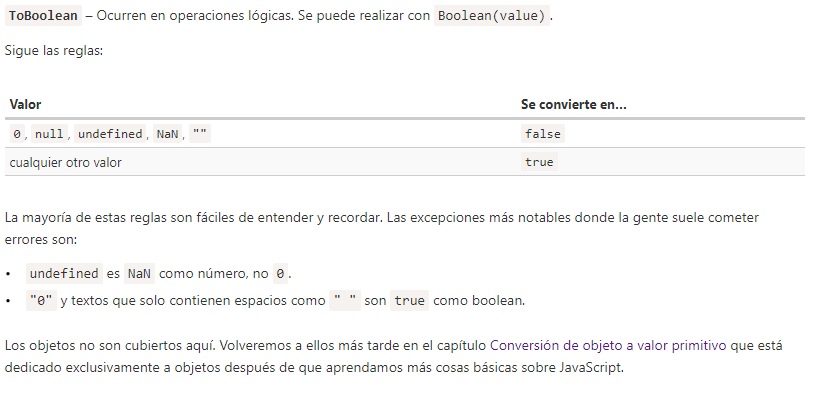 ToBoolean – Ocurren en operaciones lógicas. Se puede realizar con Boolean(value).
Sigue las reglas:
Valor Se convierte en...
0, null, undefined, NaN, "" false
cualquier otro valor true
La mayoría de estas reglas son fáciles de entender y recordar. Las excepciones más notables donde la gente suele cometer
errores son:
• undefined es NaN como número, no 0.
• "0" y textos que solo contienen espacios como " " son true como boolean.
Los objetos no son cubiertos aquí. Volveremos a ellos más tarde en el capítulo Conversión de objeto a valor primitivo que está
dedicado exclusivamente a objetos después de que aprendamos más cosas básicas sobre JavaScript.